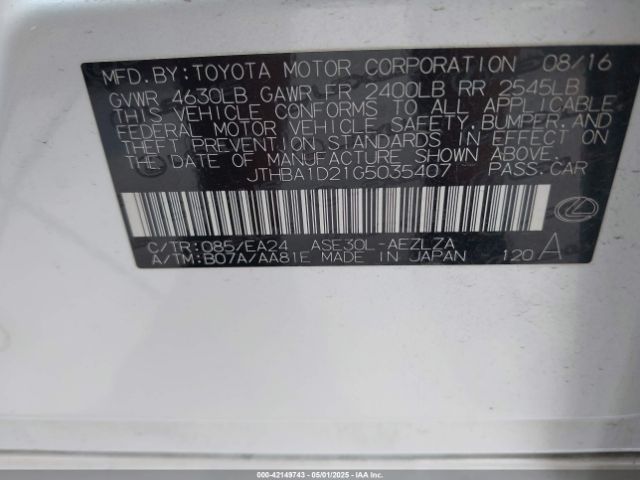 MFD.BY:TOYOTA MOTOR CORPORATION 08/16
GVWR 4630LB GAWR FR 2400LB RR 2545LB
THIS VEHICLE CONFORMS TO ALL APPLICABLE
FEDERAL MOTOR VEHICLE SAFETY,BUMPER,AND
THEFT PREVENTION STANDARDS IN EFFECT ON
THE DATE OF MANUFACTURE SHOWN ABOVE.
JTHBA1D21G5035407 PASS.CAR
C/TR:085/EA24 ASE30L-AEZLZA
A/TM:B07A/AA81E MADE IN JAPAN 120 A
000-42149743 - 05/01/2025 - IAAI.COM